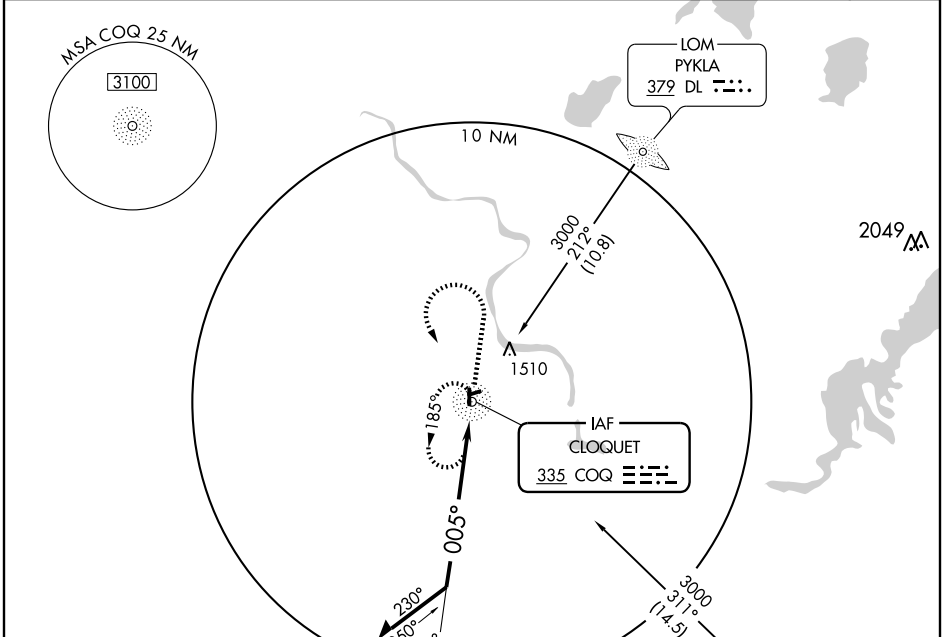 MSA COQ 25 NM
3100
LOM
PYKLA
379 DL
10 NM
3000
212°
(10.8)
2049
1510
185°
IAF
CLOQUET
335 COQ
005°
3000
311°
(14.5)
230°